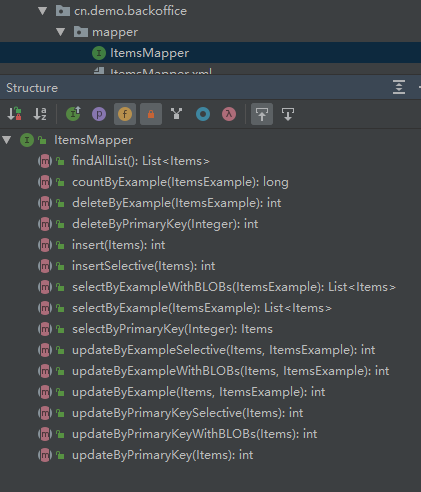 cn.demo.backoffice
mapper
ItemsMapper
ItemsMapper.xml
Structure
ItemsMapper
findAllList(): List<Items>
countByExample(ItemsExample): long
deleteByExample(ItemsExample): int
deleteByPrimaryKey(Integer): int
insert(Items): int
insertSelective(Items): int
selectByExampleWithBLOBs(ItemsExample): List<Items>
selectByExample(ItemsExample): List<Items>
selectByPrimaryKey(Integer): Items
updateByExampleSelective(Items, ItemsExample): int
updateByExampleWithBLOBs(Items, ItemsExample): int
updateByExample(Items, ItemsExample): int
updateByPrimaryKeySelective(Items): int
updateByPrimaryKeyWithBLOBs(Items): int
updateByPrimaryKey(Items): int